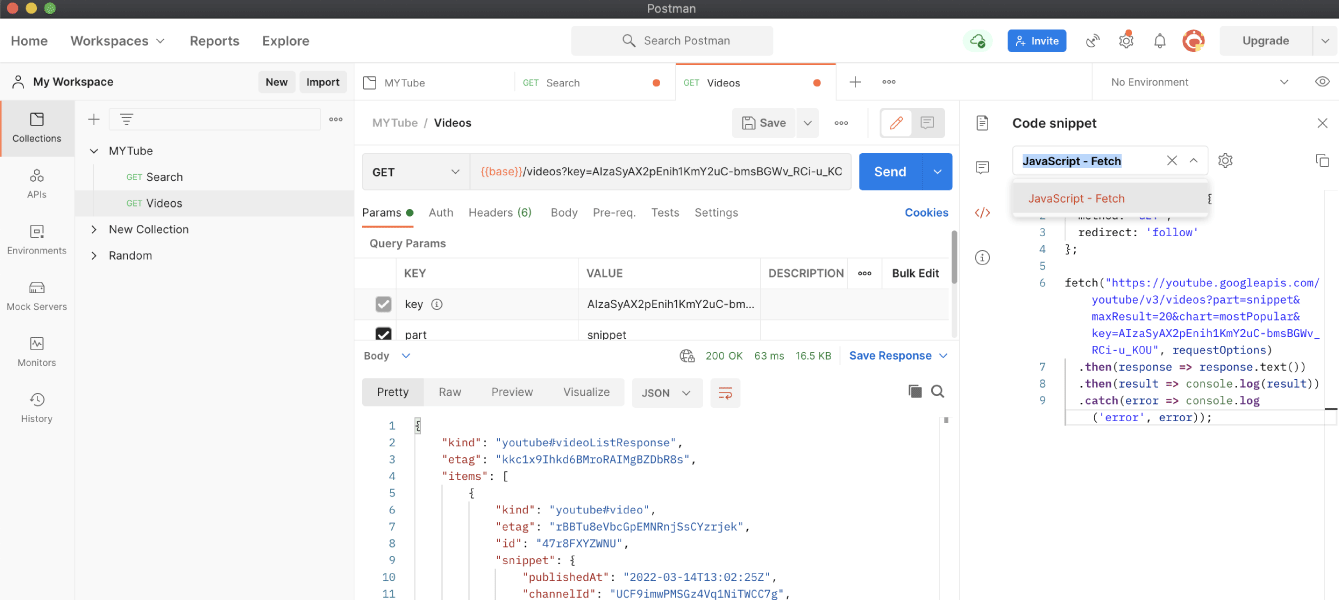 Postman
Home Workspaces Reports Explore Search Postman Invite Upgrade
My Workspace New Import MYTube GET Search GET Videos No Environment
Collections
APIs
Environments
Mock Servers
Monitors
History
MYTube
GET Search
GET Videos
New Collection
Random
MYTube / Videos Save
GET {{base}}/videos?key=AIzaSyAX2pEnih1KmY2uC-bmsBGWv_RCi-u_KO Send
Params Auth Headers (6) Body Pre-req. Tests Settings Cookies
Query Params
KEY VALUE DESCRIPTION Bulk Edit
key AIzaSyAX2pEnih1KmY2uC-bm...
part snippet
Body 200 OK 63 ms 16.5 KB Save Response
Pretty Raw Preview Visualize JSON
1 {
2 "kind": "youtube#videoListResponse",
3 "etag": "kkc1x9Ihkd6BMroRAIMgBZDbR8s",
4 "items": [
5 {
6 "kind": "youtube#video",
7 "etag": "rBBTu8eVbcGpEMNRnjSsCYzrjek",
8 "id": "47r8FXYZWNU",
9 "snippet": {
10 "publishedAt": "2022-03-14T13:02:25Z",
11 "channelId": "UCF9imwPMSGz4Vq1NiTWCC7g",
Code snippet
JavaScript - Fetch
JavaScript - Fetch {
3 redirect: 'follow'
4 };
5
6 fetch("https://youtube.googleapis.com/
youtube/v3/videos?part=snippet&
maxResult=20&chart=mostPopular&
key=AIzaSyAX2pEnih1KmY2uC-bmsBGWv_
RCi-u_KOU", requestOptions)
7 .then(response => response.text())
8 .then(result => console.log(result))
9 .catch(error => console.log
('error', error));